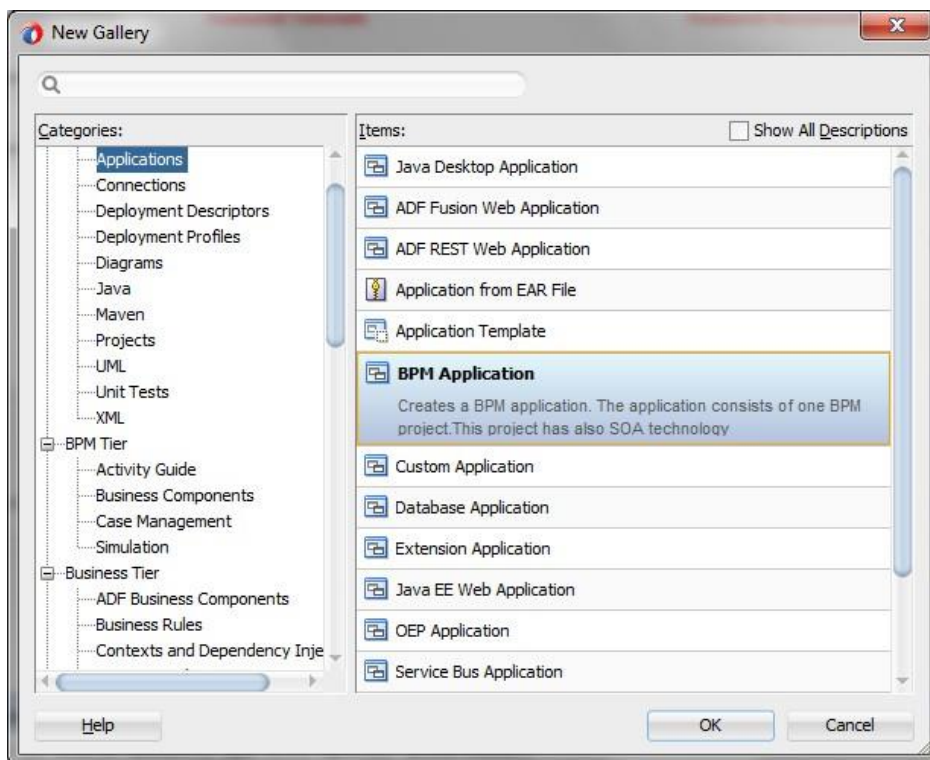 New Gallery
Categories:
Applications
Connections
Deployment Descriptors
Deployment Profiles
Diagrams
Java
Maven
Projects
UML
Unit Tests
XML
BPM Tier
Activity Guide
Business Components
Case Management
Simulation
Business Tier
ADF Business Components
Business Rules
Contexts and Dependency Inje
Items:
Show All Descriptions
Java Desktop Application
ADF Fusion Web Application
ADF REST Web Application
Application from EAR File
Application Template
BPM Application
Creates a BPM application. The application consists of one BPM
project.This project has also SOA technology
Custom Application
Database Application
Extension Application
Java EE Web Application
OEP Application
Service Bus Application
Help
OK
Cancel